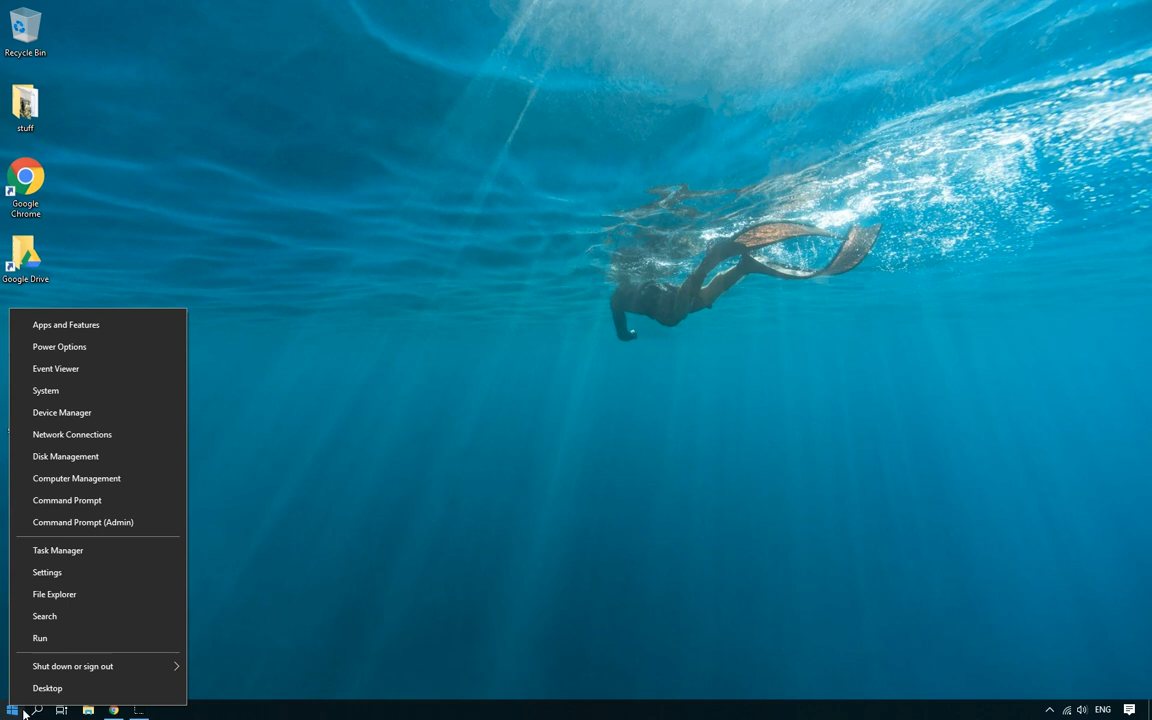 Recycle Bin
stuff
Google
Chrome
Google Drive
Apps and Features
Power Options
Event Viewer
System
Device Manager
Network Connections
Disk Management
Computer Management
Command Prompt
Command Prompt (Admin)
Task Manager
Settings
File Explorer
Search
Run
Shut down or sign out
Desktop
ENG